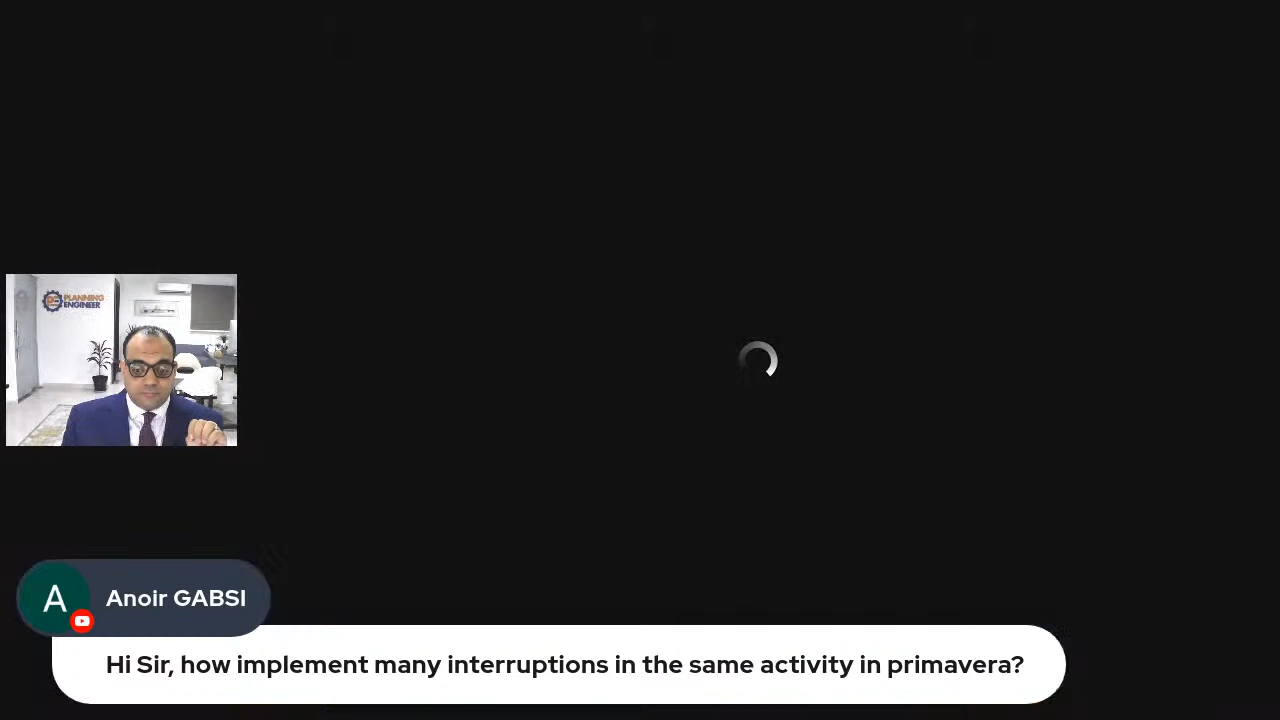 PLANNING
ENGINEER
A
Anoir GABSI
Hi Sir, how implement many interruptions in the same activity in primavera?